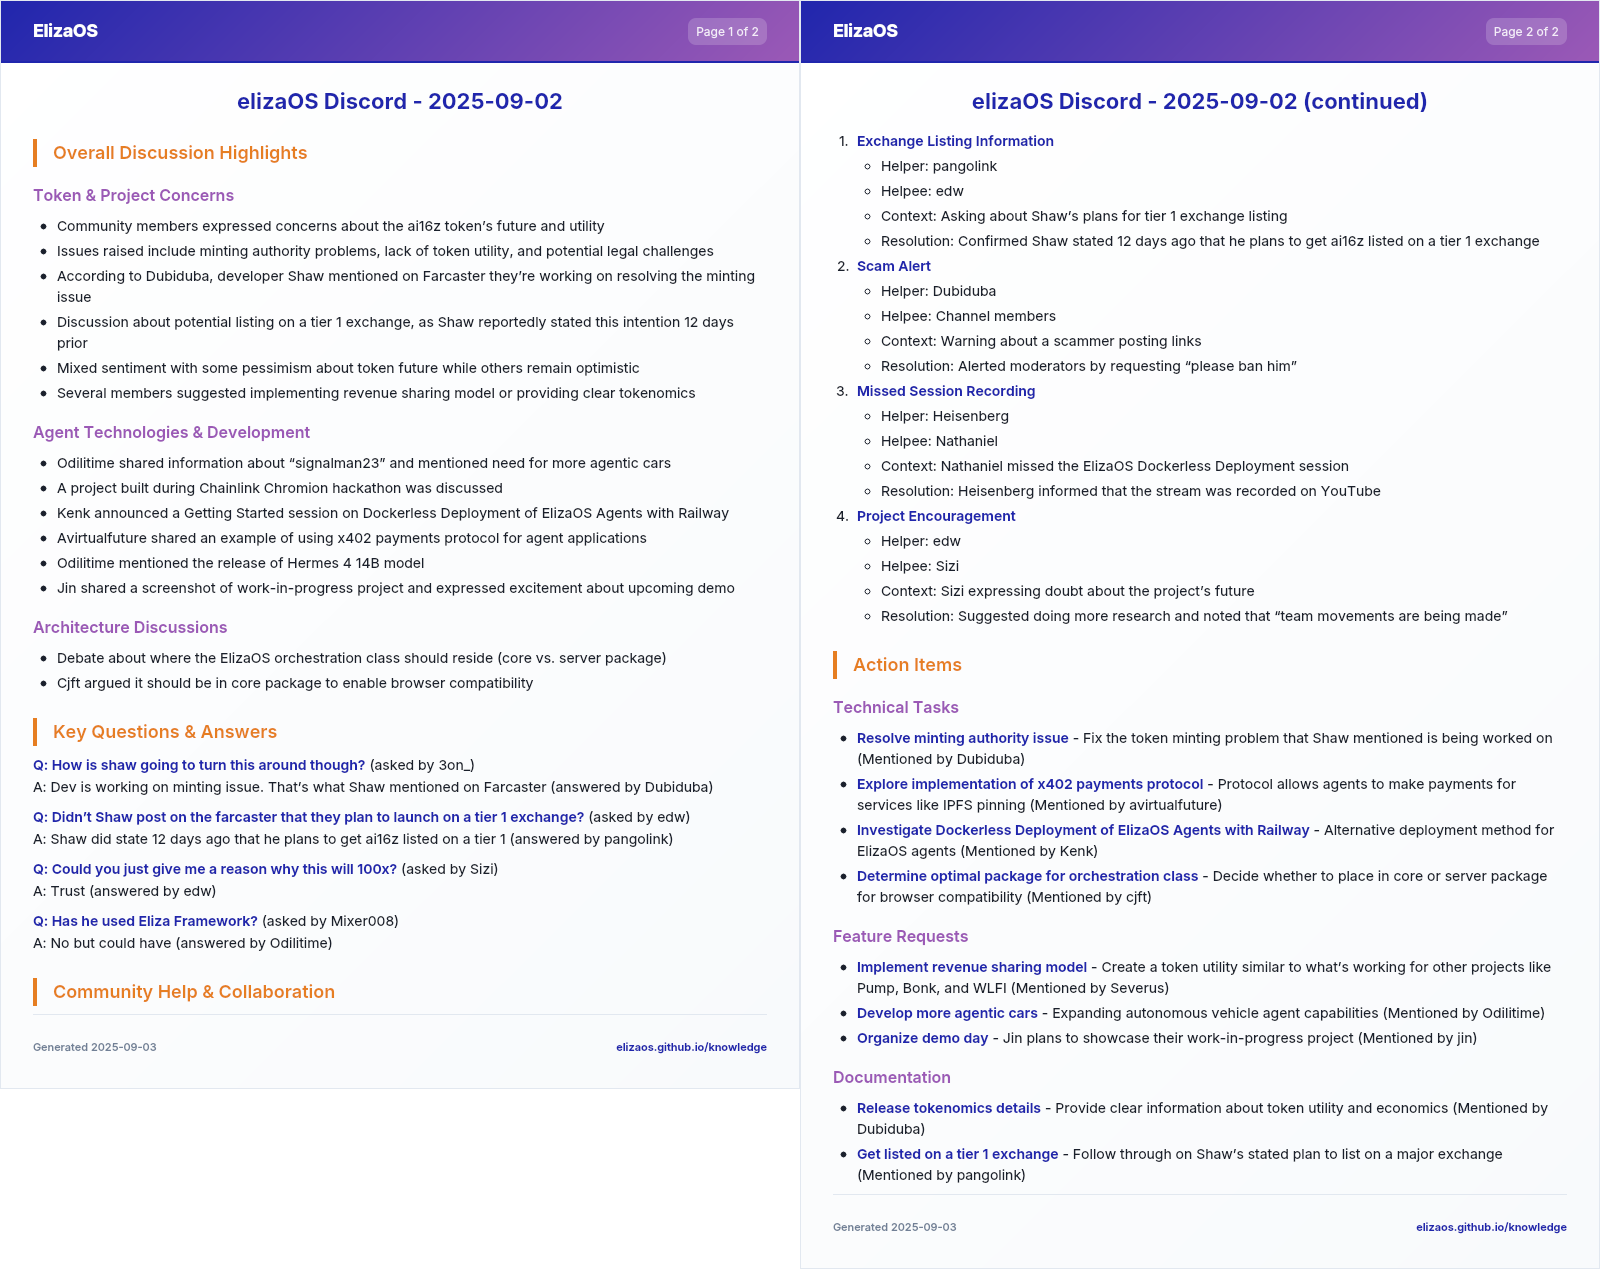 ElizaOS
Page 1 of 2
elizaOS Discord - 2025-09-02
Overall Discussion Highlights
Token & Project Concerns
• Community members expressed concerns about the ai16z token’s future and utility
• Issues raised include minting authority problems, lack of token utility, and potential legal challenges
• According to Dubiduba, developer Shaw mentioned on Farcaster they’re working on resolving the minting
issue
• Discussion about potential listing on a tier 1 exchange, as Shaw reportedly stated this intention 12 days
prior
• Mixed sentiment with some pessimism about token future while others remain optimistic
• Several members suggested implementing revenue sharing model or providing clear tokenomics
Agent Technologies & Development
• Odilitime shared information about “signalman23” and mentioned need for more agentic cars
• A project built during Chainlink Chromion hackathon was discussed
• Kenk announced a Getting Started session on Dockerless Deployment of ElizaOS Agents with Railway
• Avirtualfuture shared an example of using x402 payments protocol for agent applications
• Odilitime mentioned the release of Hermes 4 14B model
• Jin shared a screenshot of work-in-progress project and expressed excitement about upcoming demo
Architecture Discussions
• Debate about where the ElizaOS orchestration class should reside (core vs. server package)
• Cjft argued it should be in core package to enable browser compatibility
Key Questions & Answers
Q: How is shaw going to turn this around though? (asked by 3on_)
A: Dev is working on minting issue. That’s what Shaw mentioned on Farcaster (answered by Dubiduba)
Q: Didn’t Shaw post on the farcaster that they plan to launch on a tier 1 exchange? (asked by edw)
A: Shaw did state 12 days ago that he plans to get ai16z listed on a tier 1 (answered by pangolink)
Q: Could you just give me a reason why this will 100x? (asked by Sizi)
A: Trust (answered by edw)
Q: Has he used Eliza Framework? (asked by Mixer008)
A: No but could have (answered by Odilitime)
Community Help & Collaboration
Generated 2025-09-03
elizaos.github.io/knowledge
ElizaOS
Page 2 of 2
elizaOS Discord - 2025-09-02 (continued)
1. Exchange Listing Information
◦ Helper: pangolink
◦ Helpee: edw
◦ Context: Asking about Shaw’s plans for tier 1 exchange listing
◦ Resolution: Confirmed Shaw stated 12 days ago that he plans to get ai16z listed on a tier 1 exchange
2. Scam Alert
◦ Helper: Dubiduba
◦ Helpee: Channel members
◦ Context: Warning about a scammer posting links
◦ Resolution: Alerted moderators by requesting “please ban him”
3. Missed Session Recording
◦ Helper: Heisenberg
◦ Helpee: Nathaniel
◦ Context: Nathaniel missed the ElizaOS Dockerless Deployment session
◦ Resolution: Heisenberg informed that the stream was recorded on YouTube
4. Project Encouragement
◦ Helper: edw
◦ Helpee: Sizi
◦ Context: Sizi expressing doubt about the project’s future
◦ Resolution: Suggested doing more research and noted that “team movements are being made”
Action Items
Technical Tasks
• Resolve minting authority issue - Fix the token minting problem that Shaw mentioned is being worked on
(Mentioned by Dubiduba)
• Explore implementation of x402 payments protocol - Protocol allows agents to make payments for
services like IPFS pinning (Mentioned by avirtualfuture)
• Investigate Dockerless Deployment of ElizaOS Agents with Railway - Alternative deployment method for
ElizaOS agents (Mentioned by Kenk)
• Determine optimal package for orchestration class - Decide whether to place in core or server package
for browser compatibility (Mentioned by cjft)
Feature Requests
• Implement revenue sharing model - Create a token utility similar to what’s working for other projects like
Pump, Bonk, and WLFI (Mentioned by Severus)
• Develop more agentic cars - Expanding autonomous vehicle agent capabilities (Mentioned by Odilitime)
• Organize demo day - Jin plans to showcase their work-in-progress project (Mentioned by jin)
Documentation
• Release tokenomics details - Provide clear information about token utility and economics (Mentioned by
Dubiduba)
• Get listed on a tier 1 exchange - Follow through on Shaw’s stated plan to list on a major exchange
(Mentioned by pangolink)
Generated 2025-09-03
elizaos.github.io/knowledge